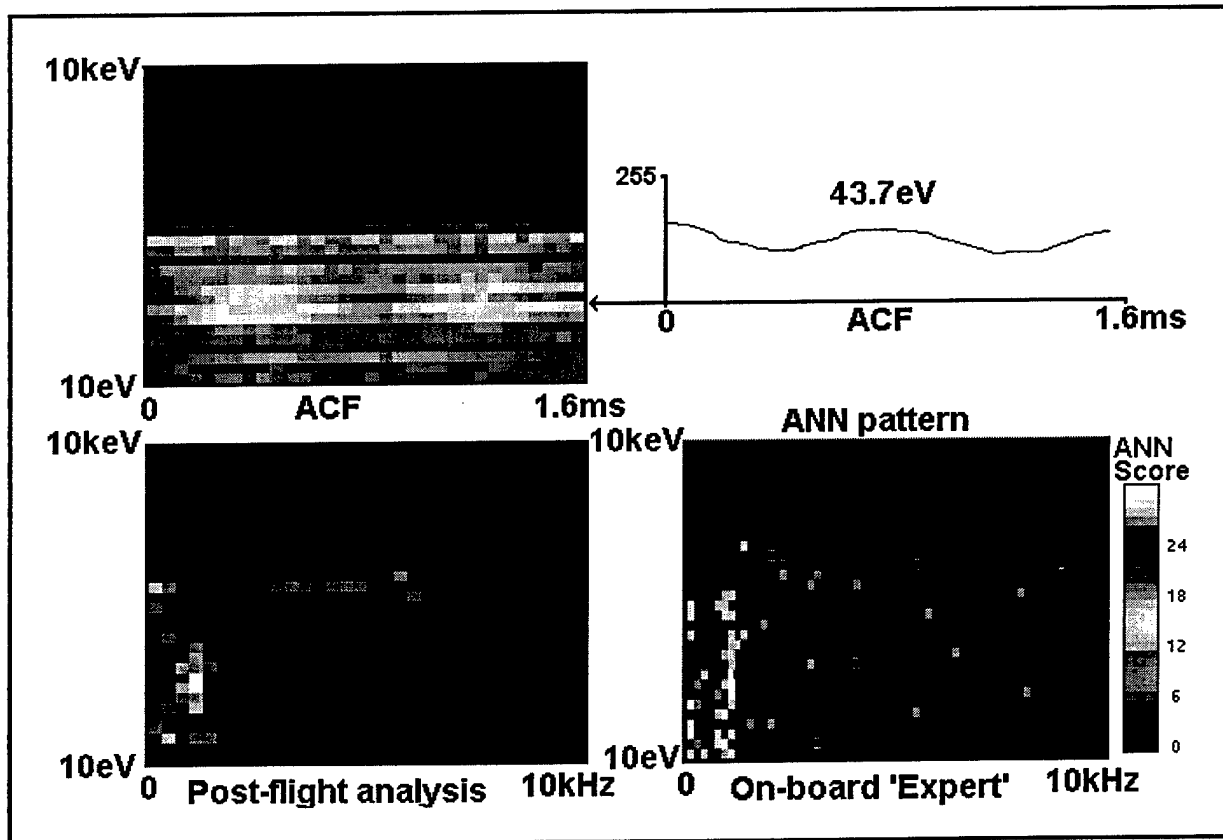 10keV
10eV
0 ACF 1.6ms
255
43.7eV
0 ACF 1.6ms
10keV
10eV
0 Post-flight analysis 10kHz
ANN pattern
10keV
10eV
0 On-board 'Expert' 10kHz
ANN
Score
24
18
12
6
0